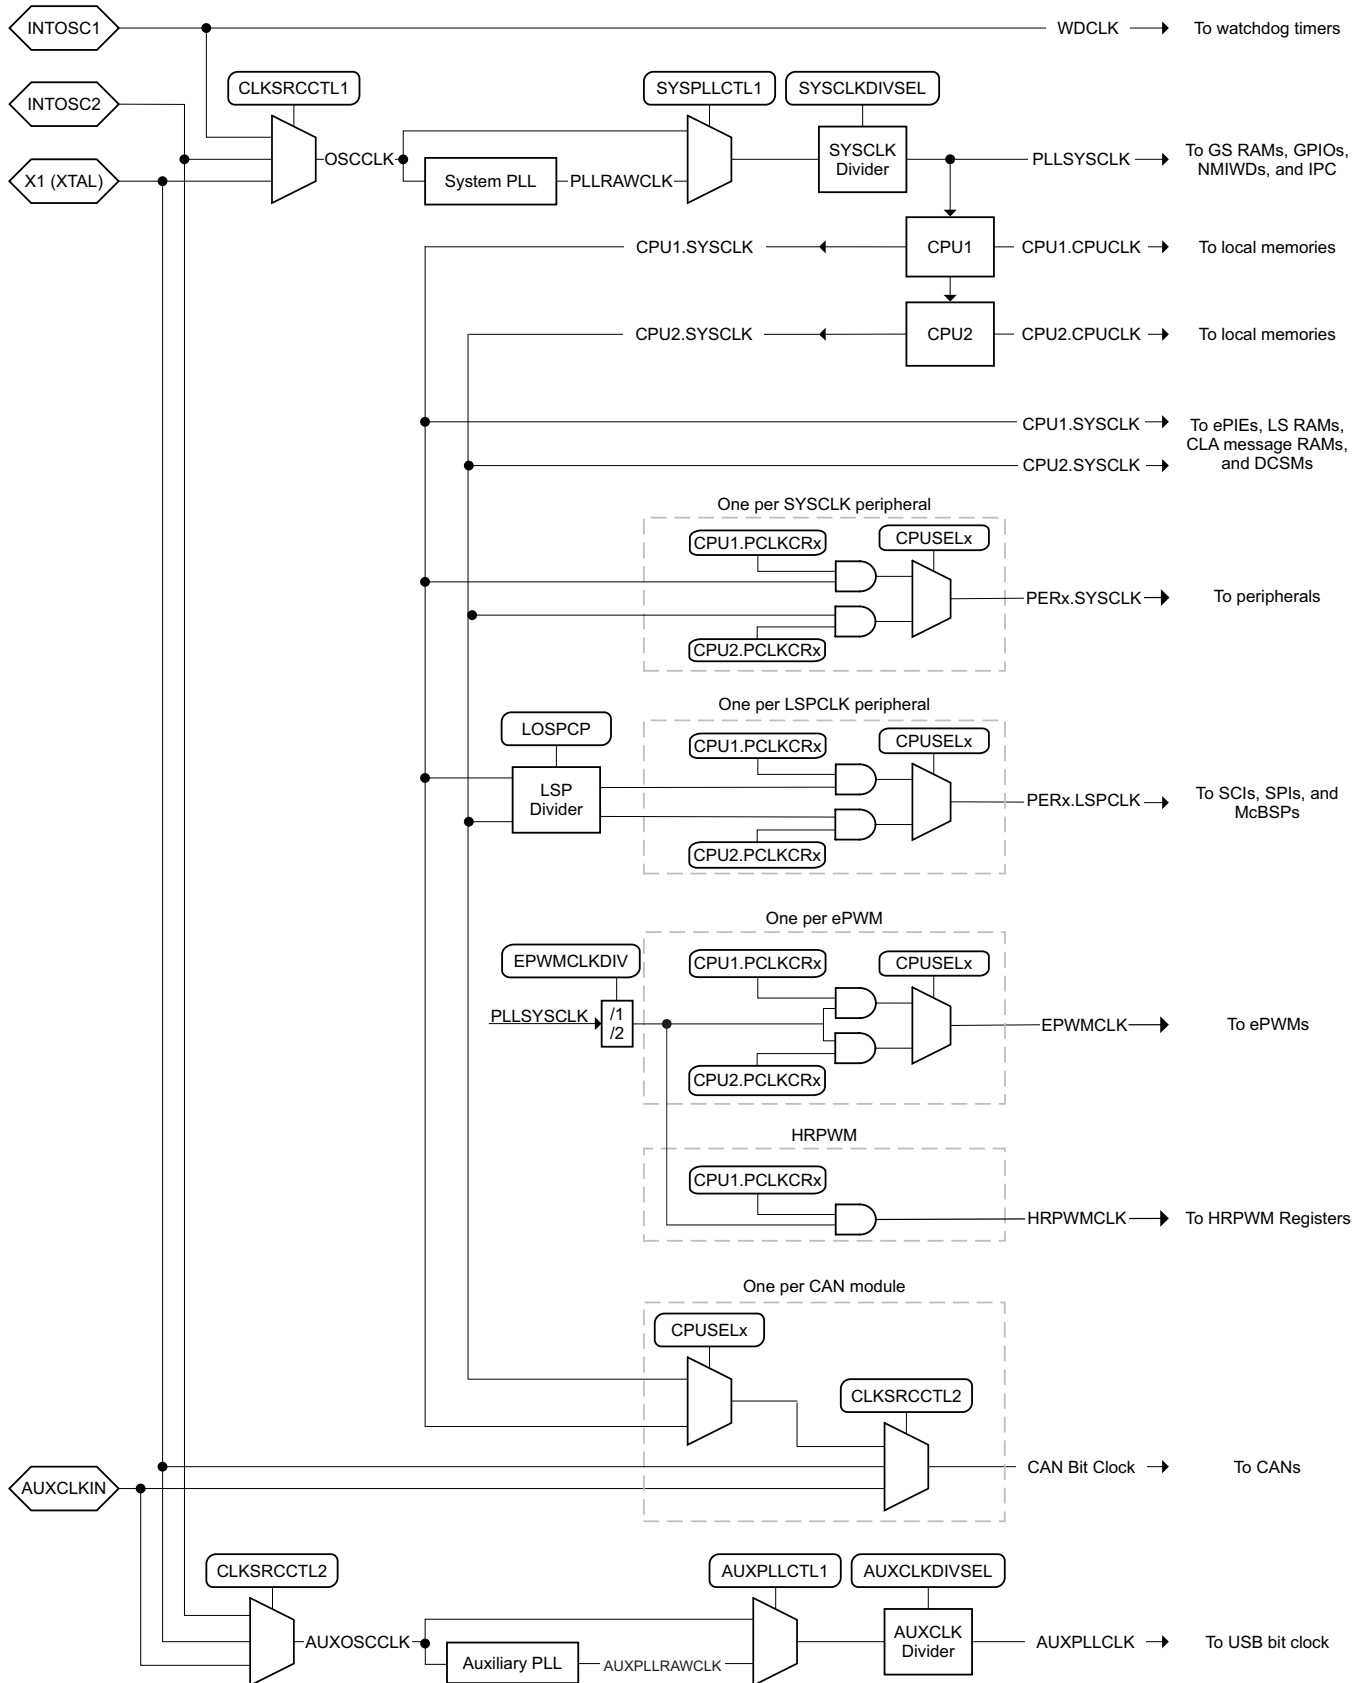 INTOSC1
WDCLK
To watchdog timers
INTOSC2
CLKSRCCTL1
SYSPLLCTL1
SYSCLKDIVSEL
X1 (XTAL)
OSCCLK
System PLL
PLLRAWCLK
SYSCLK
Divider
PLLSYSCLK
To GS RAMs, GPIOs,
NMIWDs, and IPC
CPU1.SYSCLK
CPU1
CPU1.CPUCLK
To local memories
CPU2.SYSCLK
CPU2
CPU2.CPUCLK
To local memories
CPU1.SYSCLK
CPU2.SYSCLK
To ePIEs, LS RAMs,
CLA message RAMs,
and DCSMs
One per SYSCLK peripheral
CPU1.PCLKCRx
CPUSELx
CPU2.PCLKCRx
PERx.SYSCLK
To peripherals
One per LSPCLK peripheral
LOSPCP
LSP
Divider
CPU1.PCLKCRx
CPUSELx
CPU2.PCLKCRx
PERx.LSPCLK
To SCIs, SPIs, and
McBSPs
One per ePWM
EPWMCLKDIV
PLLSYSCLK
/1
/2
CPU1.PCLKCRx
CPUSELx
CPU2.PCLKCRx
EPWMCLK
To ePWMs
HRPWM
CPU1.PCLKCRx
HRPWMCLK
To HRPWM Registers
One per CAN module
CPUSELx
CLKSRCCTL2
AUXCLKIN
CAN Bit Clock
To CANs
CLKSRCCTL2
AUXPLLCTL1
AUXCLKDIVSEL
AUXOSCCLK
Auxiliary PLL
AUXPLLRAWCLK
AUXCLK
Divider
AUXPLLCLK
To USB bit clock